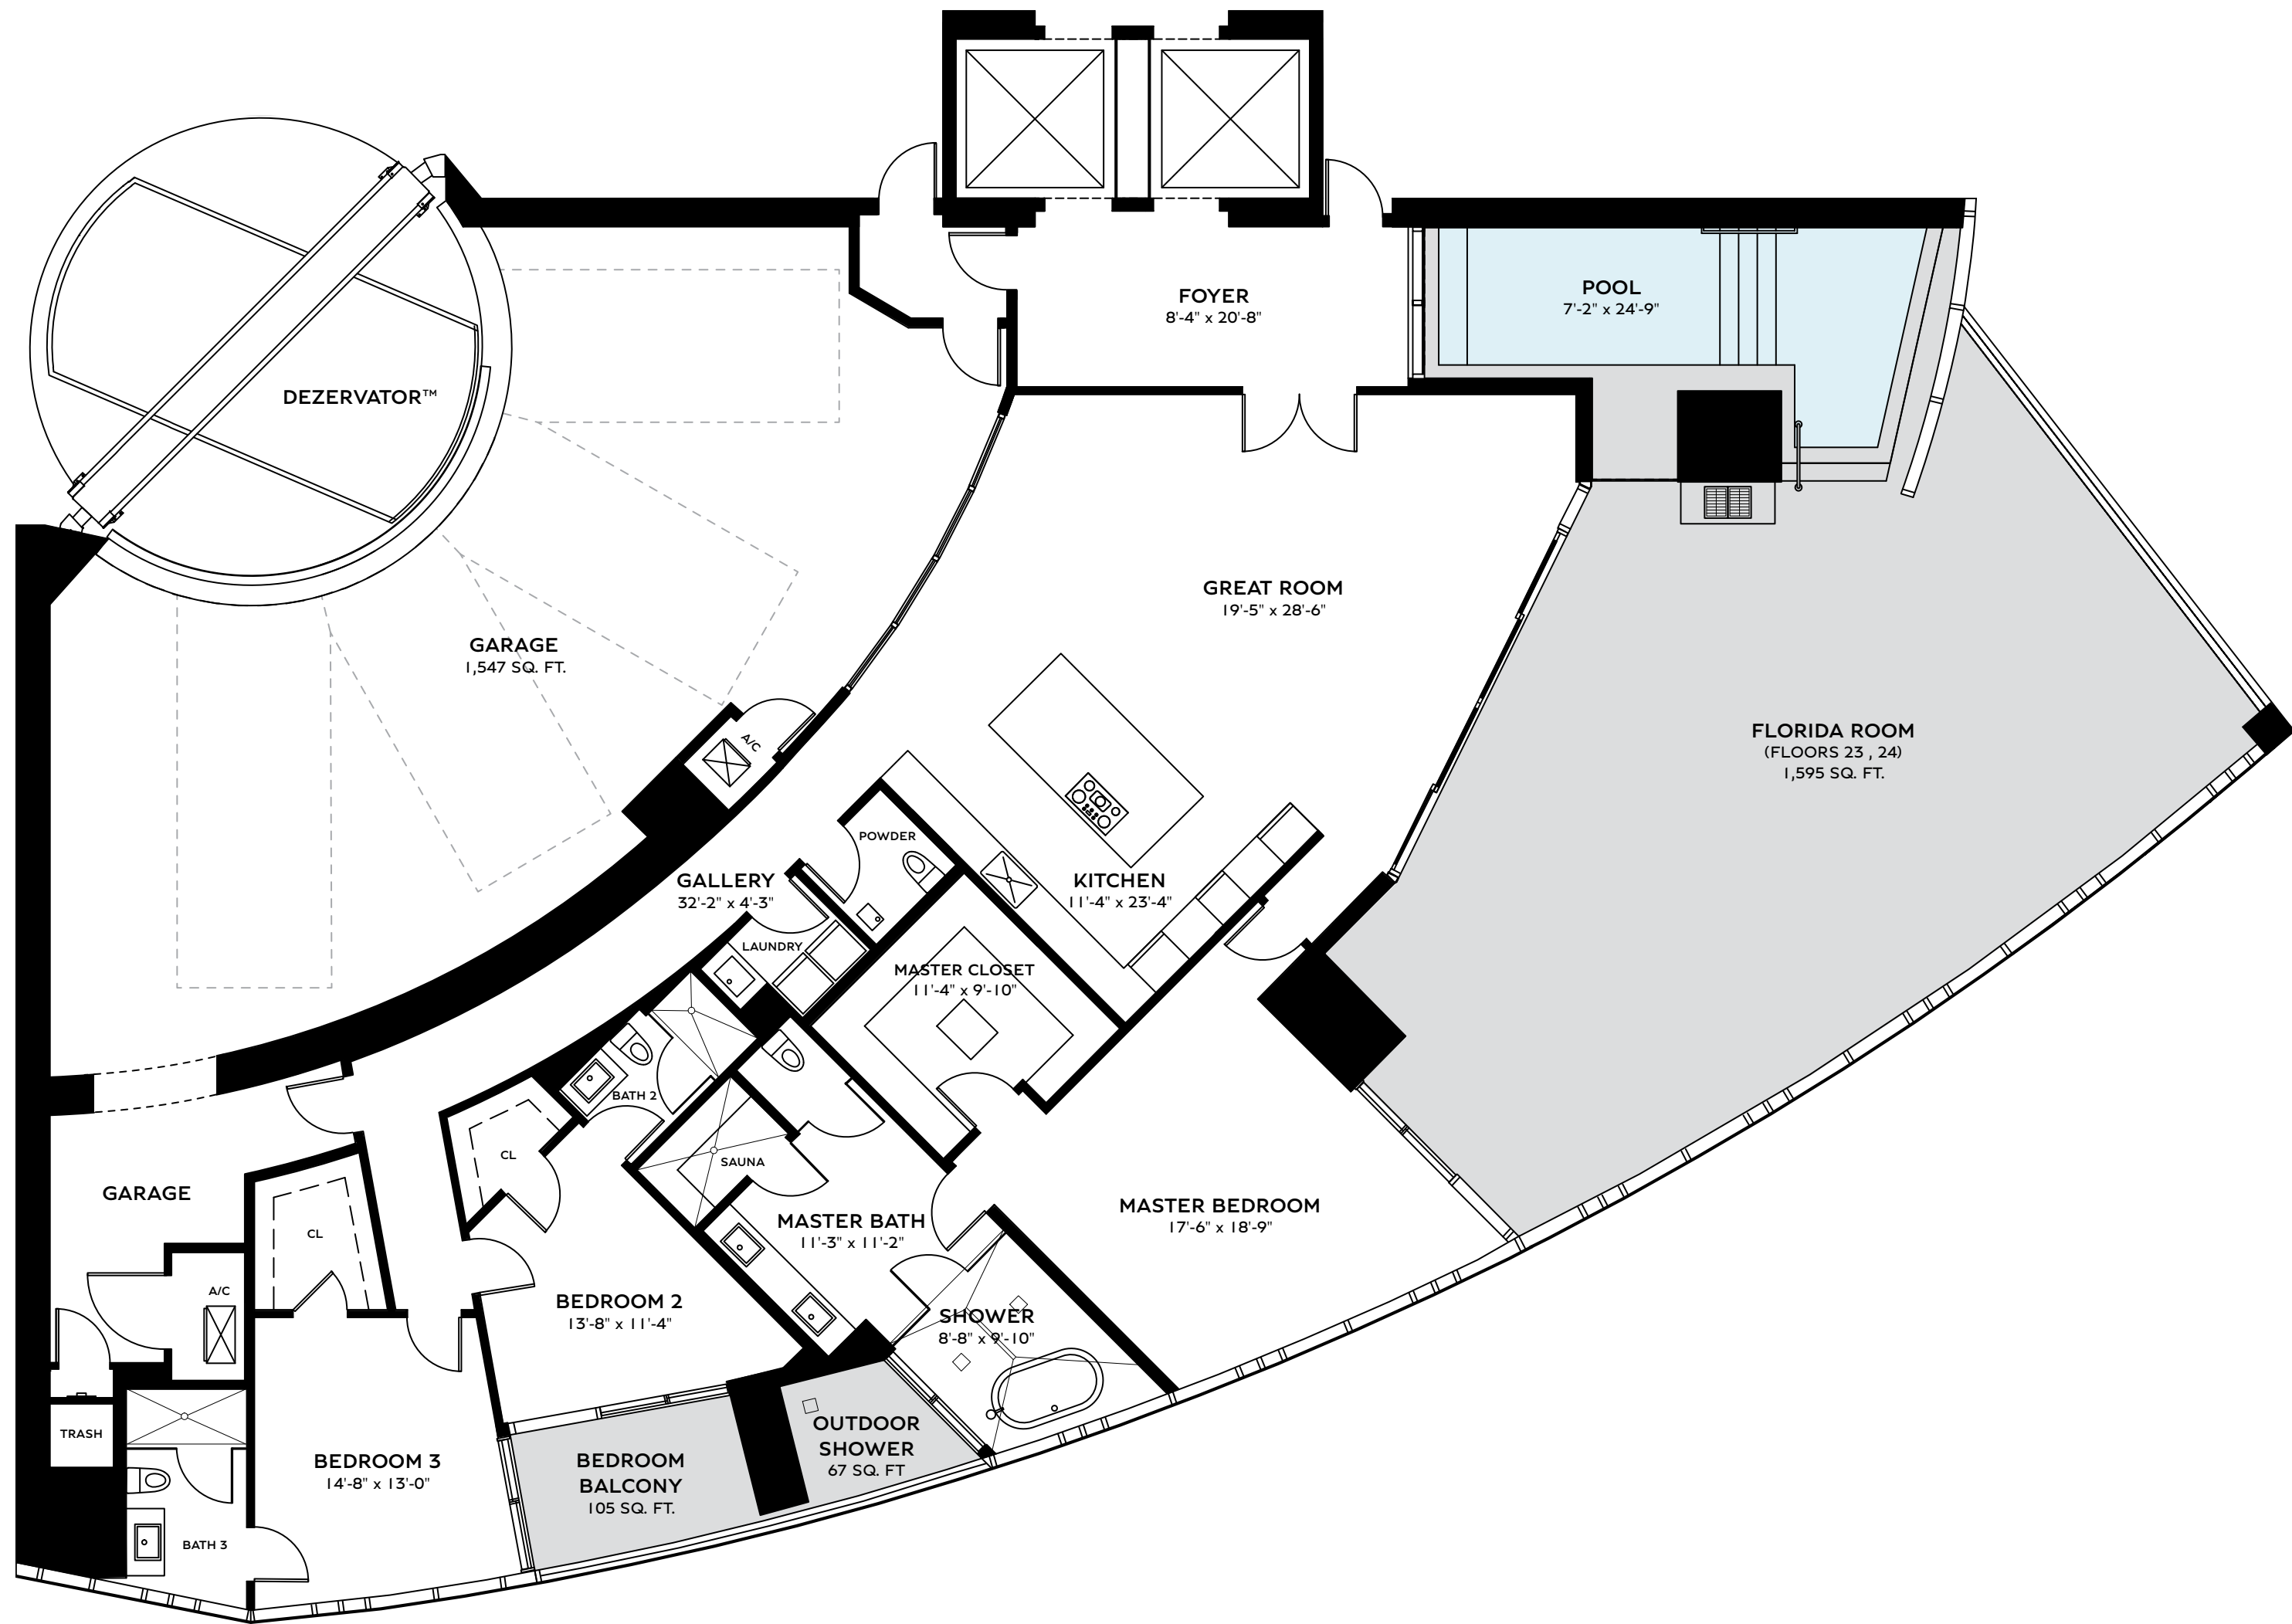 FOYER
8'-4" x 20'-8"
POOL
7'-2" x 24'-9"
DEZERVATOR™
GREAT ROOM
19'-5" x 28'-6"
GARAGE
1,547 SQ. FT.
FLORIDA ROOM
(FLOORS 23 , 24)
1,595 SQ. FT.
A/C
POWDER
GALLERY
32'-2" x 4'-3"
KITCHEN
11'-4" x 23'-4"
LAUNDRY
MASTER CLOSET
11'-4" x 9'-10"
BATH 2
CL
SAUNA
GARAGE
CL
MASTER BATH
11'-3" x 11'-2"
MASTER BEDROOM
17'-6" x 18'-9"
A/C
BEDROOM 2
13'-8" x 11'-4"
SHOWER
8'-8" x 9'-10"
TRASH
BEDROOM 3
14'-8" x 13'-0"
BEDROOM
BALCONY
105 SQ. FT.
OUTDOOR
SHOWER
67 SQ. FT
BATH 3